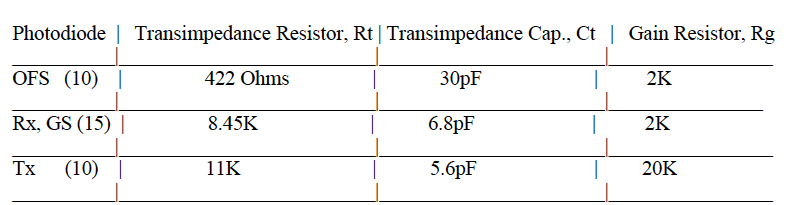 Photodiode | Transimpedance Resistor, Rt | Transimpedance Cap., Ct | Gain Resistor, Rg
OFS (10) | 422 Ohms | 30pF | 2K
Rx, GS (15) | 8.45K | 6.8pF | 2K
Tx (10) | 11K | 5.6pF | 20K